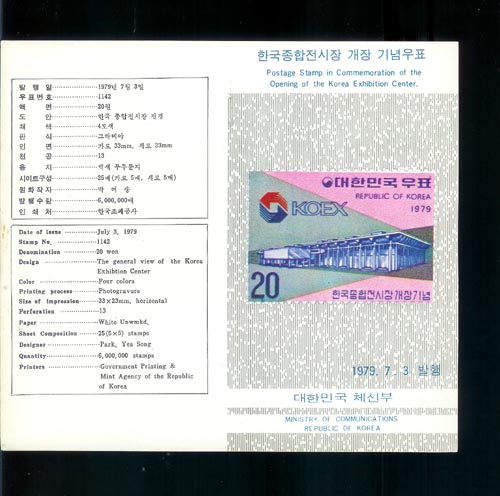 발 행 일 1979년 7월 3일
우표번호 1142
액 면 20원
도 안 한국 종합전시장 전경
쇄 색 4도색
판 식 그라비아
인 면 가로 33mm, 세로 23mm
천 공 13
용 지 백색 무투문지
시이트구성 25매(가로 5매, 세로 5매)
원화작자 박 여 송
발행수량 6,000,000매
인 쇄 처 한국조폐공사
Date of issue July 3, 1979
Stamp No. 1142
Denomination 20 won
Design The general view of the Korea
Exhibtion Center
Color Four colors
Printing process Photogravure
Size of impression 33×23mm, horizontal
Perforation 13
Paper White Unwmkd.
Sheet Composition 25(5×5) stamps
Designer Park, Yea Song
Quantity 6,000,000 stamps
Printers Government Printing &
Mint Agency of the Republic
of Korea
한국종합전시장 개장 기념우표
Postage Stamp in Commemoration of the
Opening of the Korea Exhibition Center.
대한민국우표
REPUBLIC OF KOREA
1979
KOEX
20
한국종합전시장개장기념
1979. 7. 3 발행
대한민국 체신부
MINISTRY OF COMMUNICATIONS
REPUBLIC OF KOREA